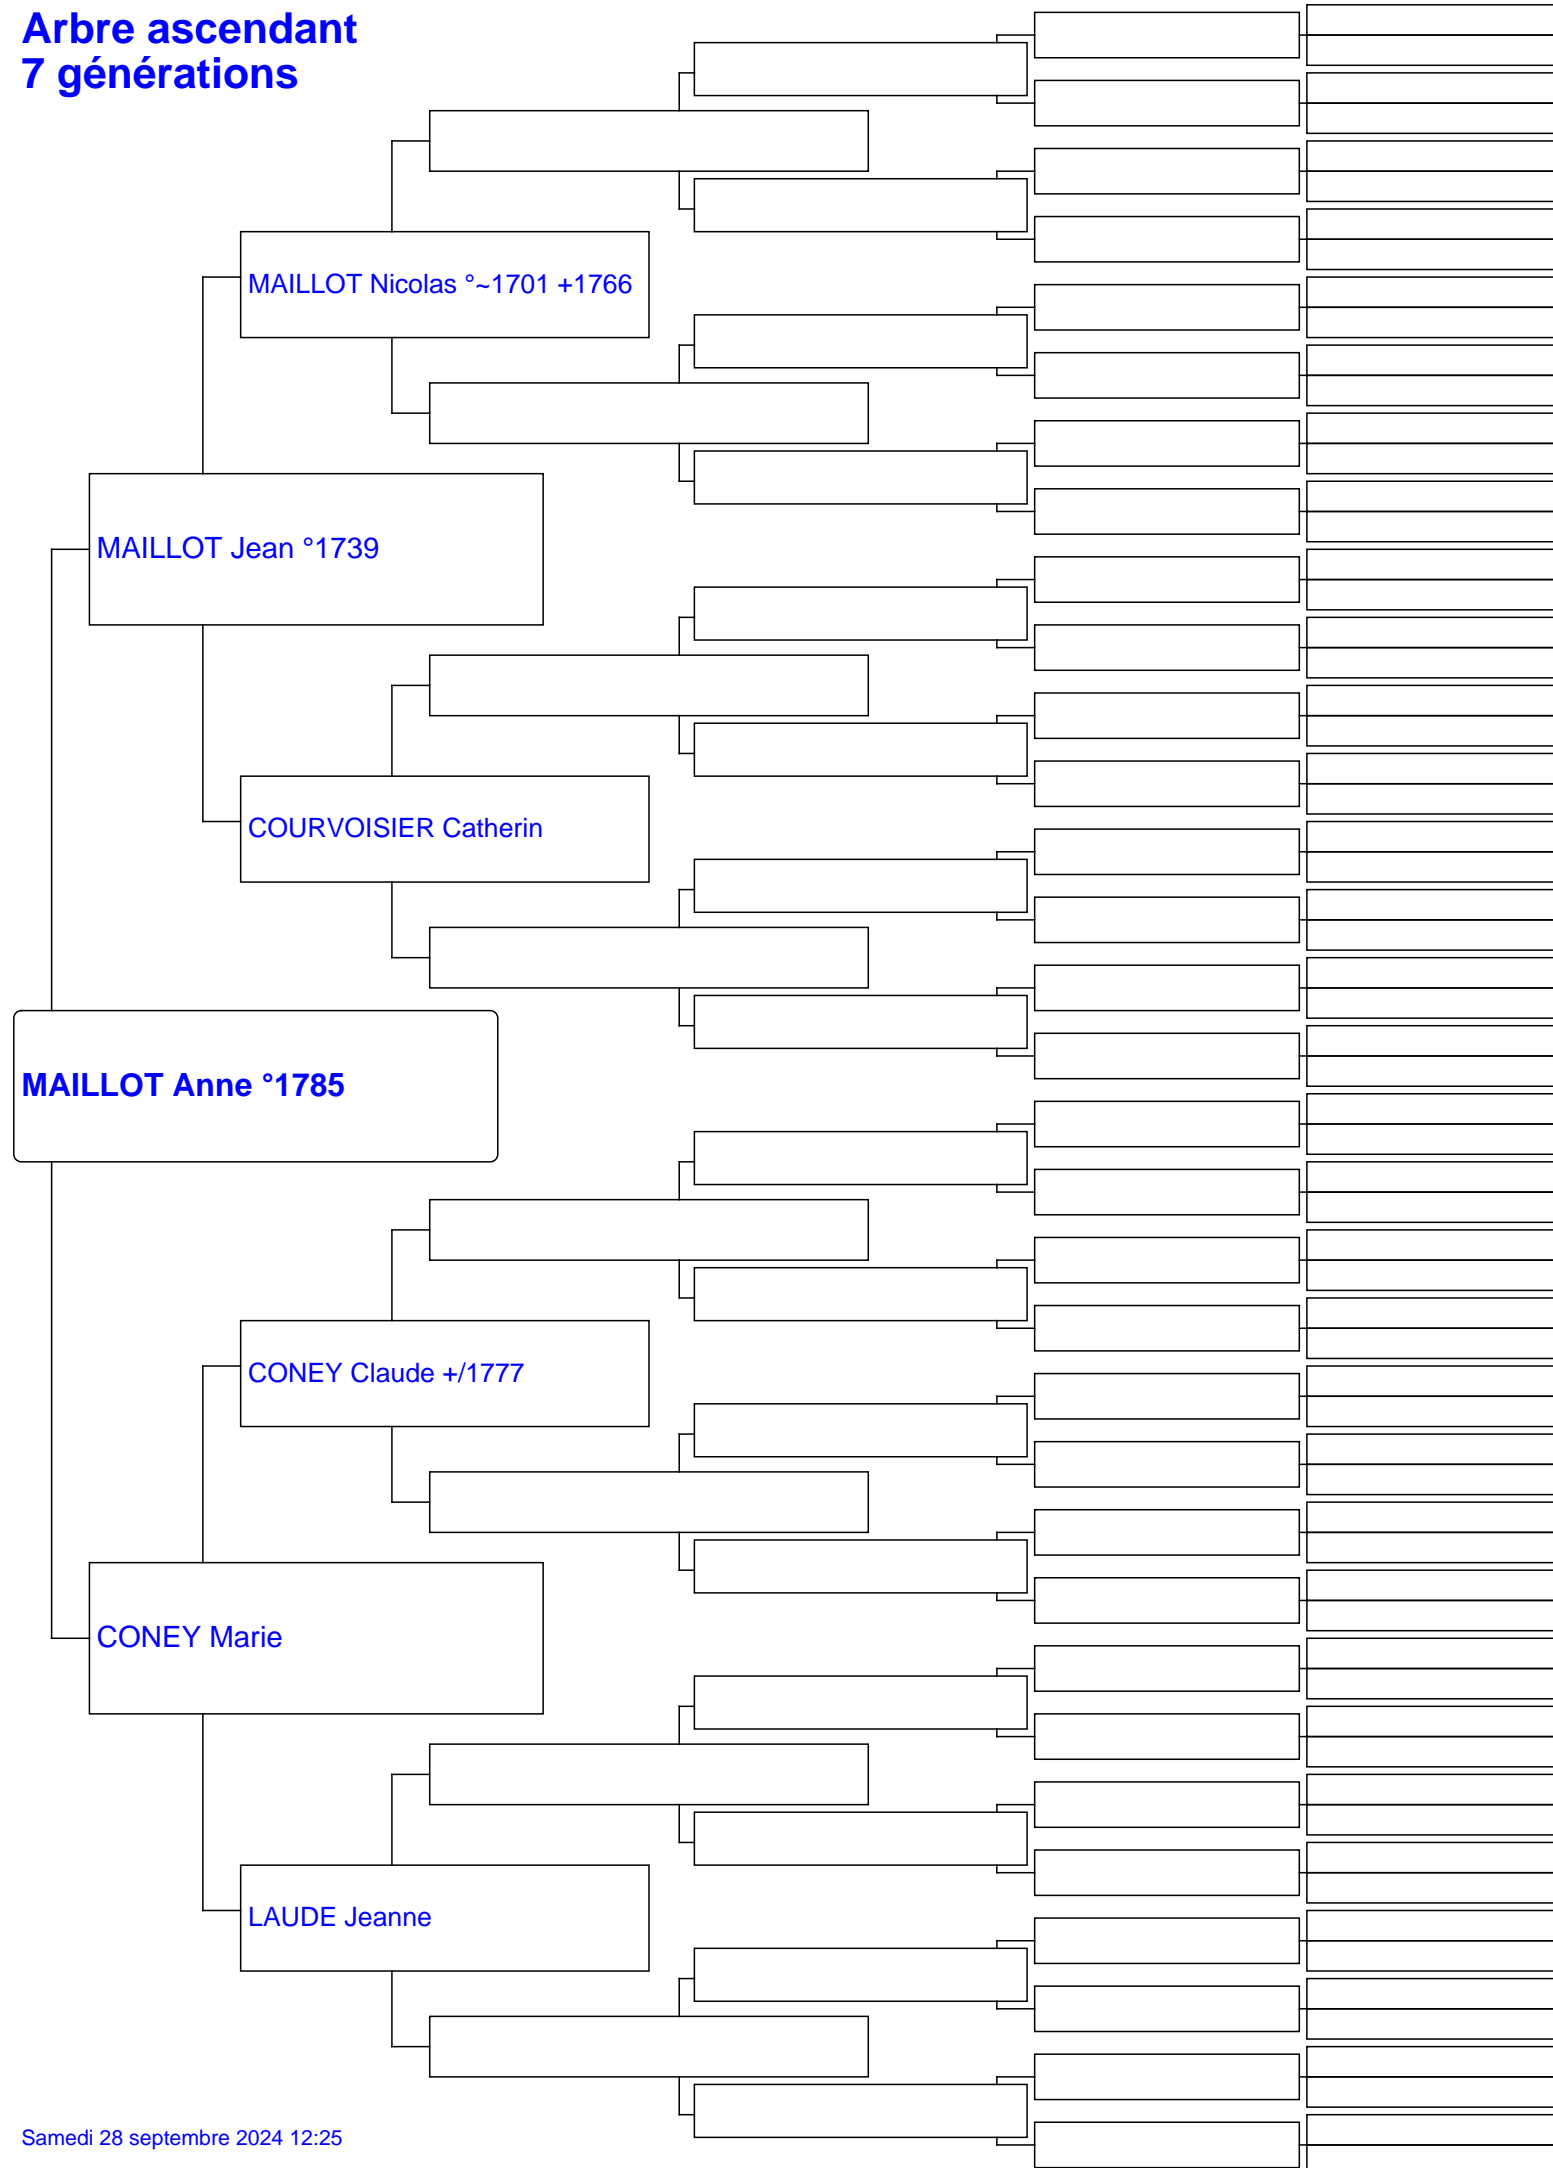 Arbre ascendant
7 générations
MAILLOT Nicolas °~1701 +1766
MAILLOT Jean °1739
COURVOISIER Catherin
MAILLOT Anne °1785
CONEY Claude +/1777
CONEY Marie
LAUDE Jeanne
Samedi 28 septembre 2024 12:25